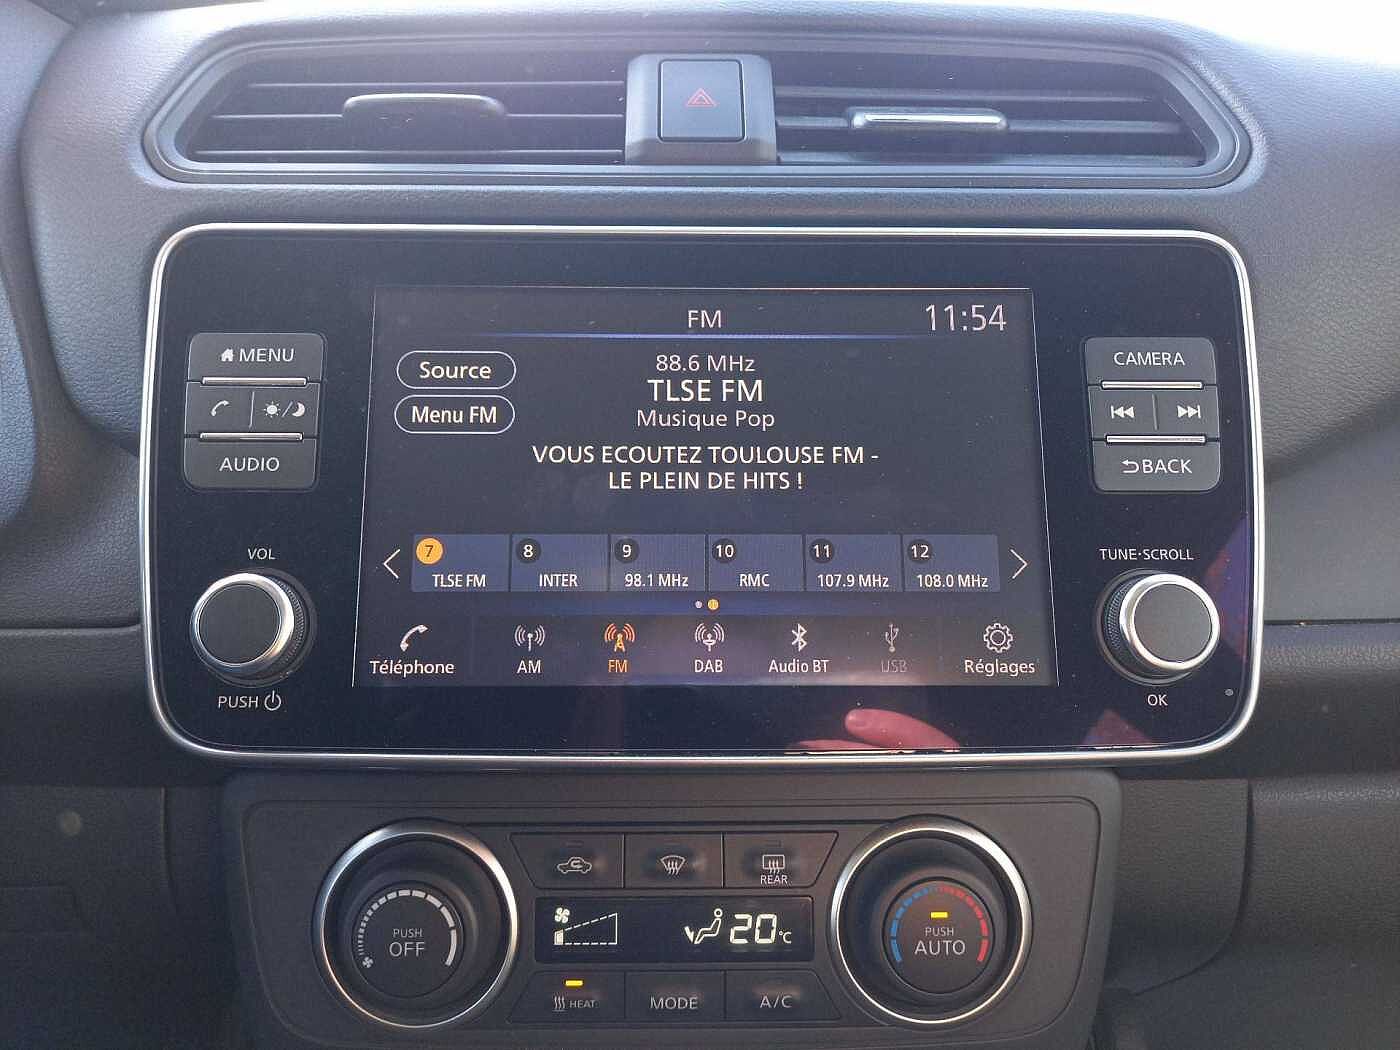 FM
11:54
MENU
AUDIO
Source
Menu FM
88.6 MHz
TLSE FM
Musique Pop
VOUS ECOUTEZ TOULOUSE FM -
LE PLEIN DE HITS !
CAMERA
BACK
VOL
PUSH
TUNE·SCROLL
OK
7 TLSE FM
8 INTER
9 98.1 MHz
10 RMC
11 107.9 MHz
12 108.0 MHz
Téléphone
AM
FM
DAB
Audio BT
USB
Réglages
REAR
PUSH
OFF
20°C
PUSH
AUTO
HEAT
MODE
A/C